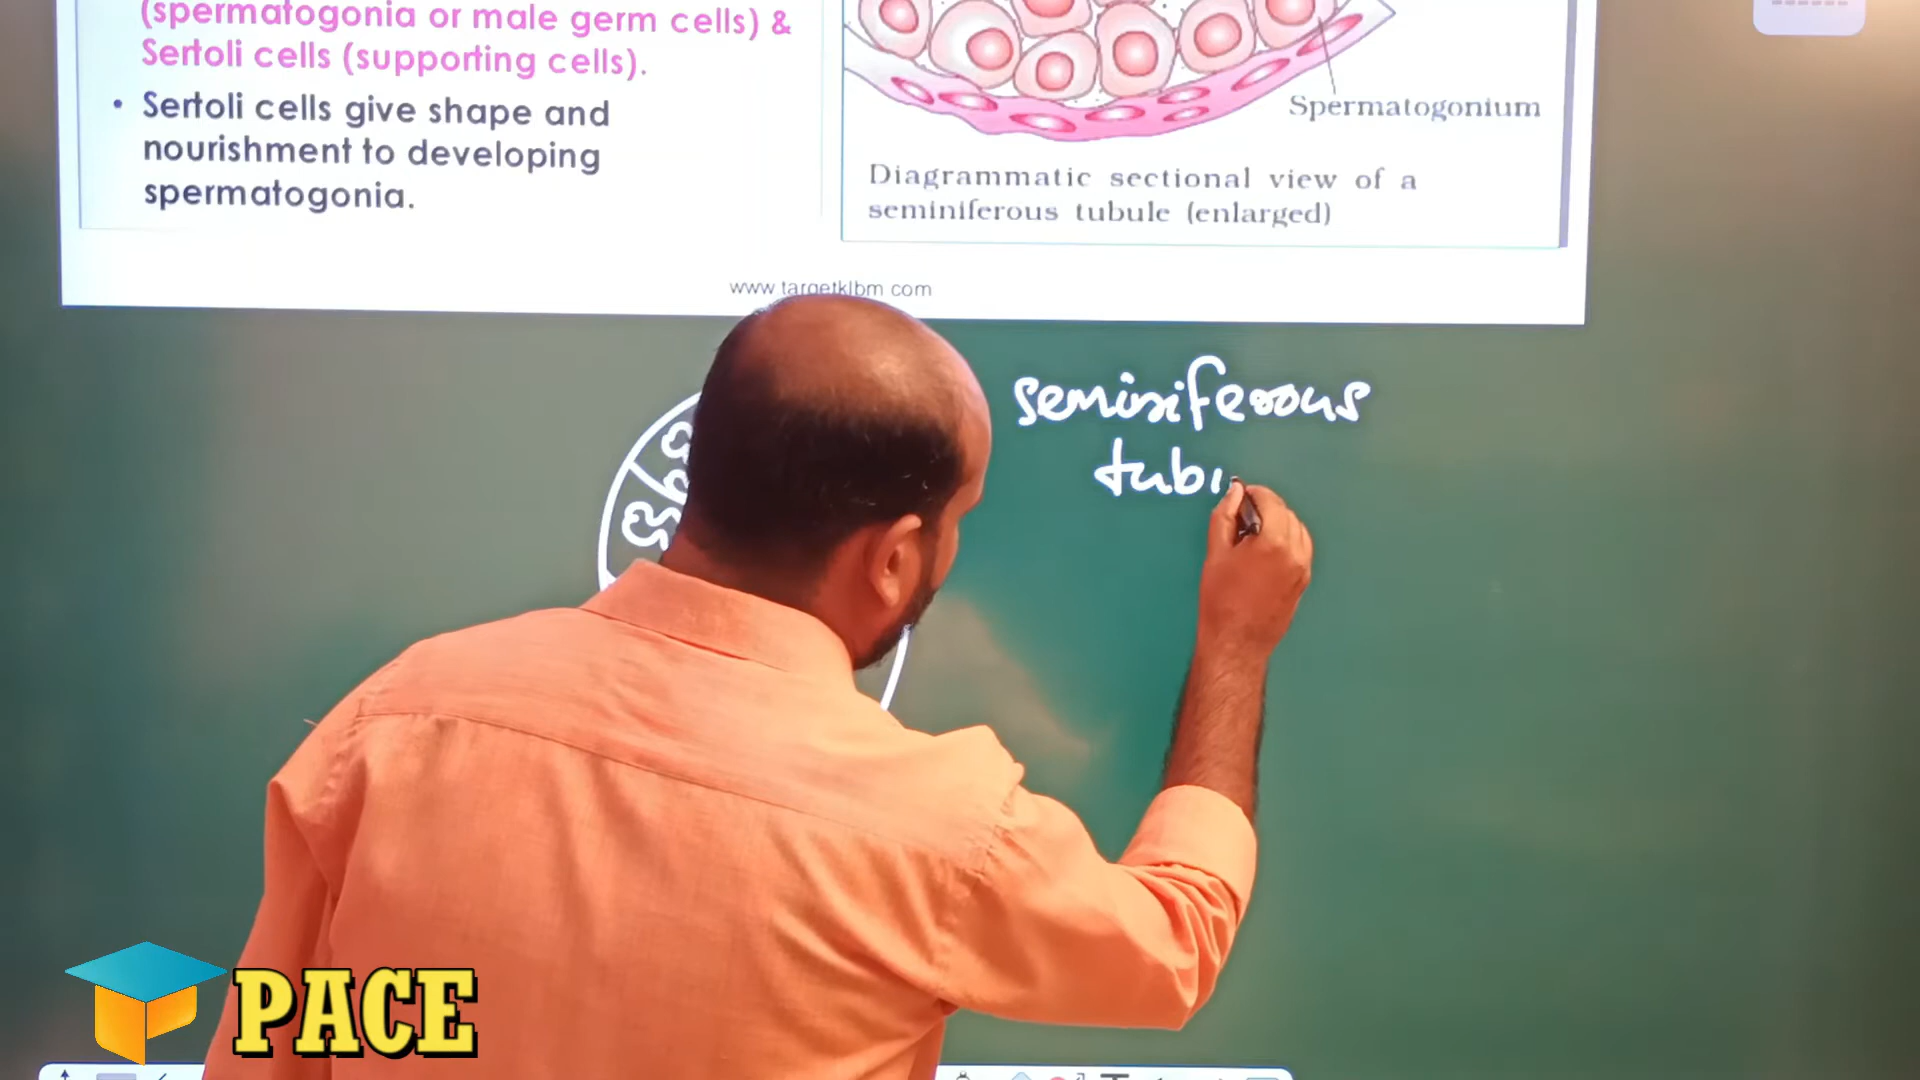 (spermatogonia or male germ cells) &
Sertoli cells (supporting cells).
• Sertoli cells give shape and
nourishment to developing
spermatogonia.
Spermatogonium
Diagrammatic sectional view of a
seminiferous tubule (enlarged)
www.targetklbm com
seminiferous
tubu
PACE